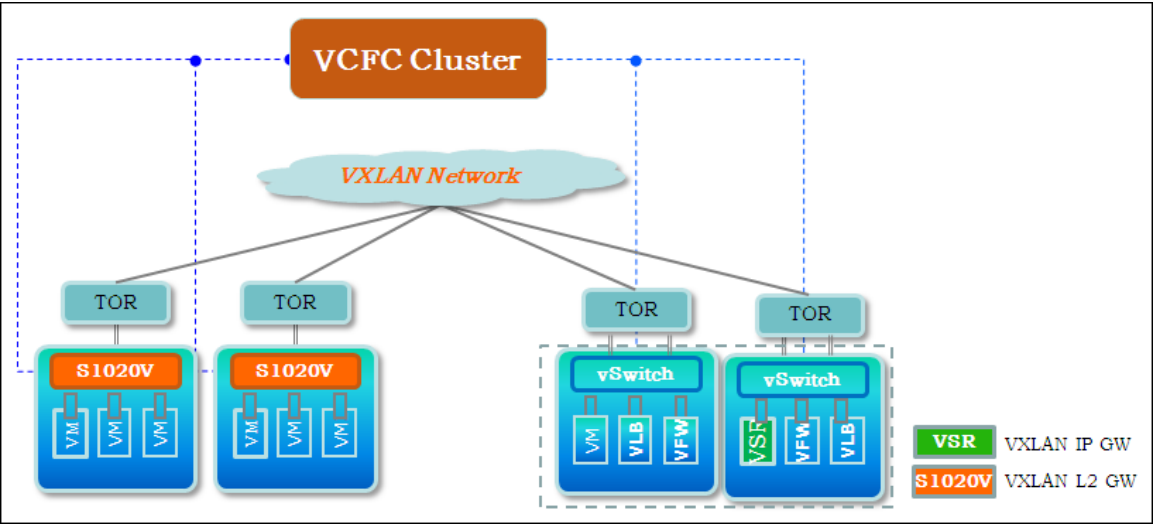 VCFC Cluster
VXLAN Network
TOR
TOR
TOR
TOR
S1020V
S1020V
vSwitch
vSwitch
VM
VM
VM
VM
VM
VM
VM
VLB
VFW
VSR
VFW
VLB
VSR VXLAN IP GW
S1020V VXLAN L2 GW